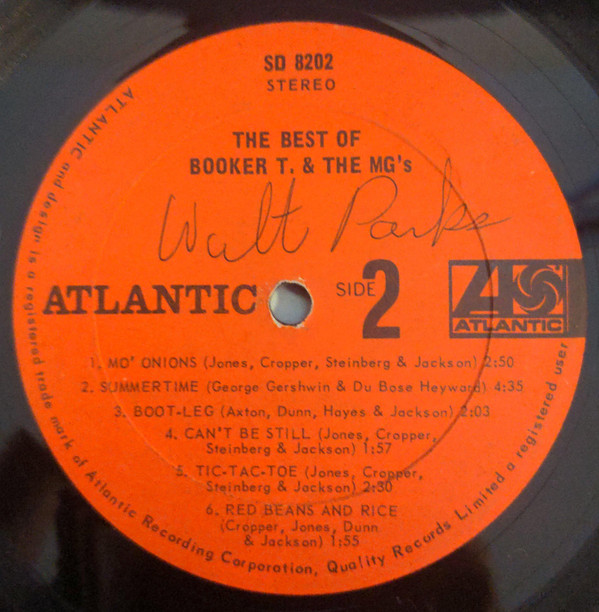 SD 8202
STEREO
THE BEST OF
BOOKER T. & THE MG's
Walt Parks
ATLANTIC
SIDE 2
ATLANTIC
1. MO' ONIONS (Jones, Cropper, Steinberg & Jackson) 2:50
2. SUMMERTIME (George Gershwin & Du Bose Heyward) 4:35
3. BOOT-LEG (Axton, Dunn, Hayes & Jackson) 2:03
4. CAN'T BE STILL (Jones, Cropper,
Steinberg & Jackson) 1:57
5. TIC-TAC-TOE (Jones, Cropper,
Steinberg & Jackson) 2:30
6. RED BEANS AND RICE
(Cropper, Jones, Dunn
& Jackson) 1:55
ATLANTIC and design is a registered trade mark of Atlantic Recording Corporation, Quality Records Limited a registered user